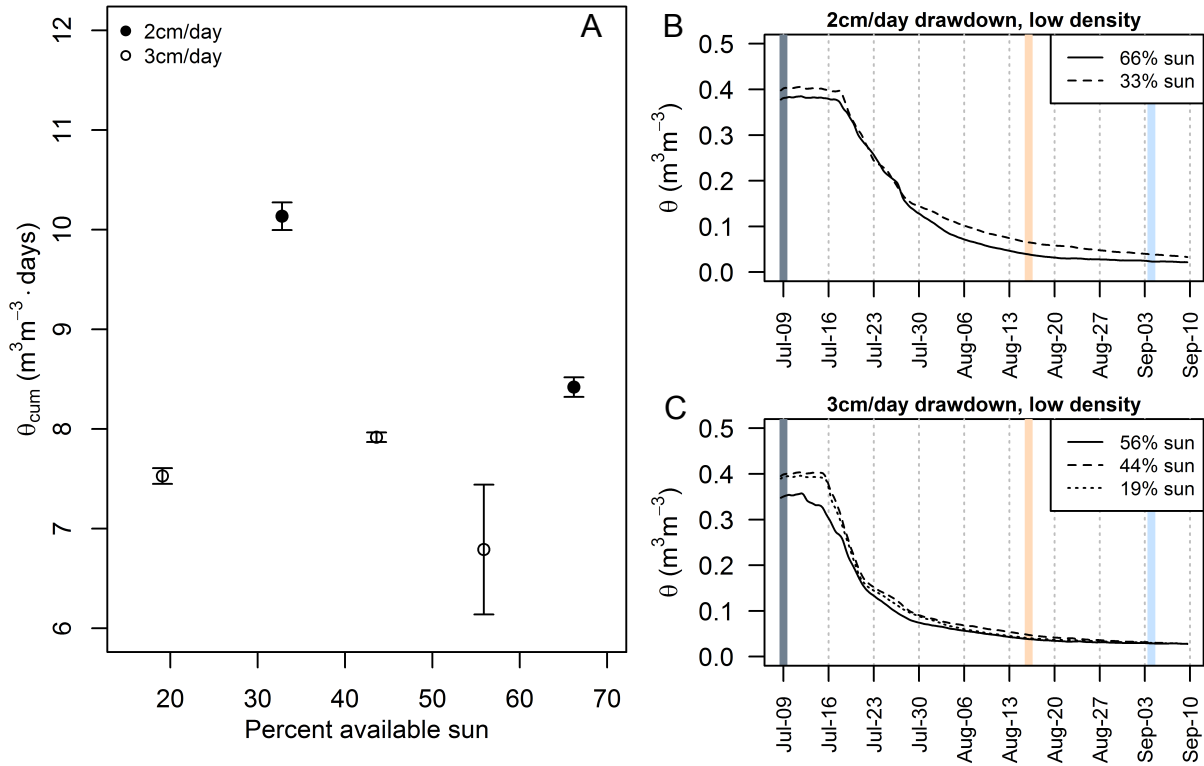 A
2cm/day
3cm/day
12
11
10
9
8
7
6
θcum (m³m⁻³ · days)
20 30 40 50 60 70
Percent available sun
B
2cm/day drawdown, low density
66% sun
33% sun
0.5
0.4
0.3
0.2
0.1
0.0
θ (m³m⁻³)
Jul-09
Jul-16
Jul-23
Jul-30
Aug-06
Aug-13
Aug-20
Aug-27
Sep-03
Sep-10
C
3cm/day drawdown, low density
56% sun
44% sun
19% sun
0.5
0.4
0.3
0.2
0.1
0.0
θ (m³m⁻³)
Jul-09
Jul-16
Jul-23
Jul-30
Aug-06
Aug-13
Aug-20
Aug-27
Sep-03
Sep-10